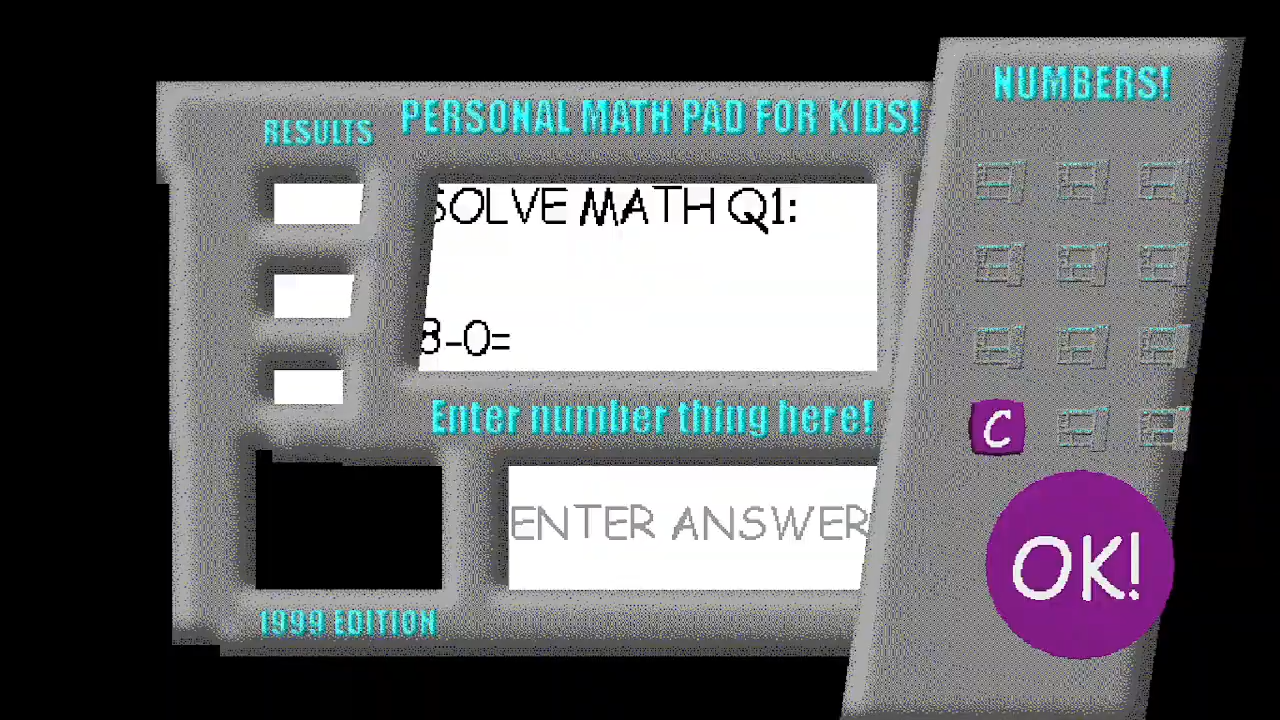 NUMBERS!
PERSONAL MATH PAD FOR KIDS!
RESULTS
SOLVE MATH Q1:
8-0=
Enter number thing here!
C
ENTER ANSWER
OK!
1999 EDITION